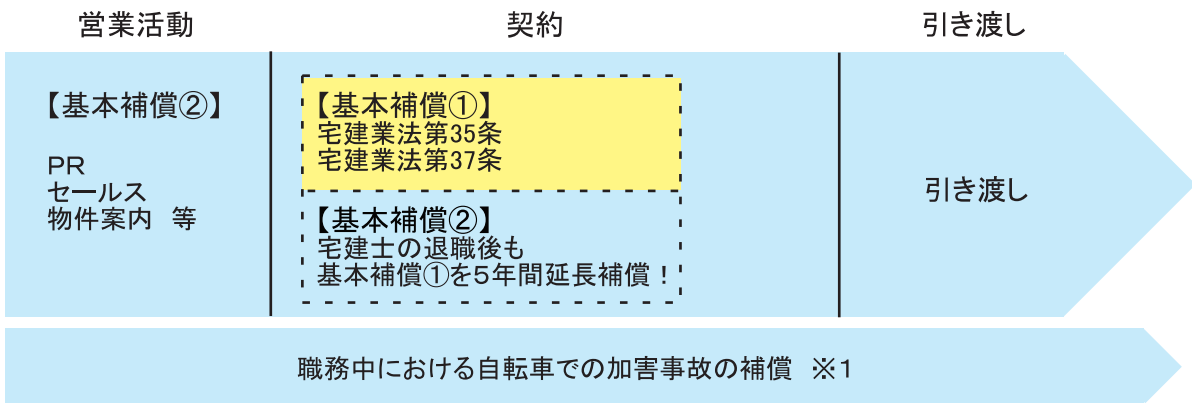 営業活動
契約
引き渡し
【基本補償②】
PR
セールス
物件案内　等
【基本補償①】
宅建業法第35条
宅建業法第37条
【基本補償②】
宅建士の退職後も
基本補償①を5年間延長補償！
引き渡し
職務中における自転車での加害事故の補償　※1